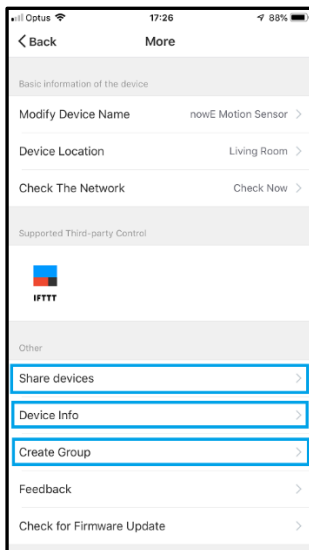 Optus 17:26 88%
Back More
Basic information of the device
Modify Device Name nowE Motion Sensor
Device Location Living Room
Check The Network Check Now
Supported Third-party Control
IFTTT
Other
Share devices
Device Info
Create Group
Feedback
Check for Firmware Update